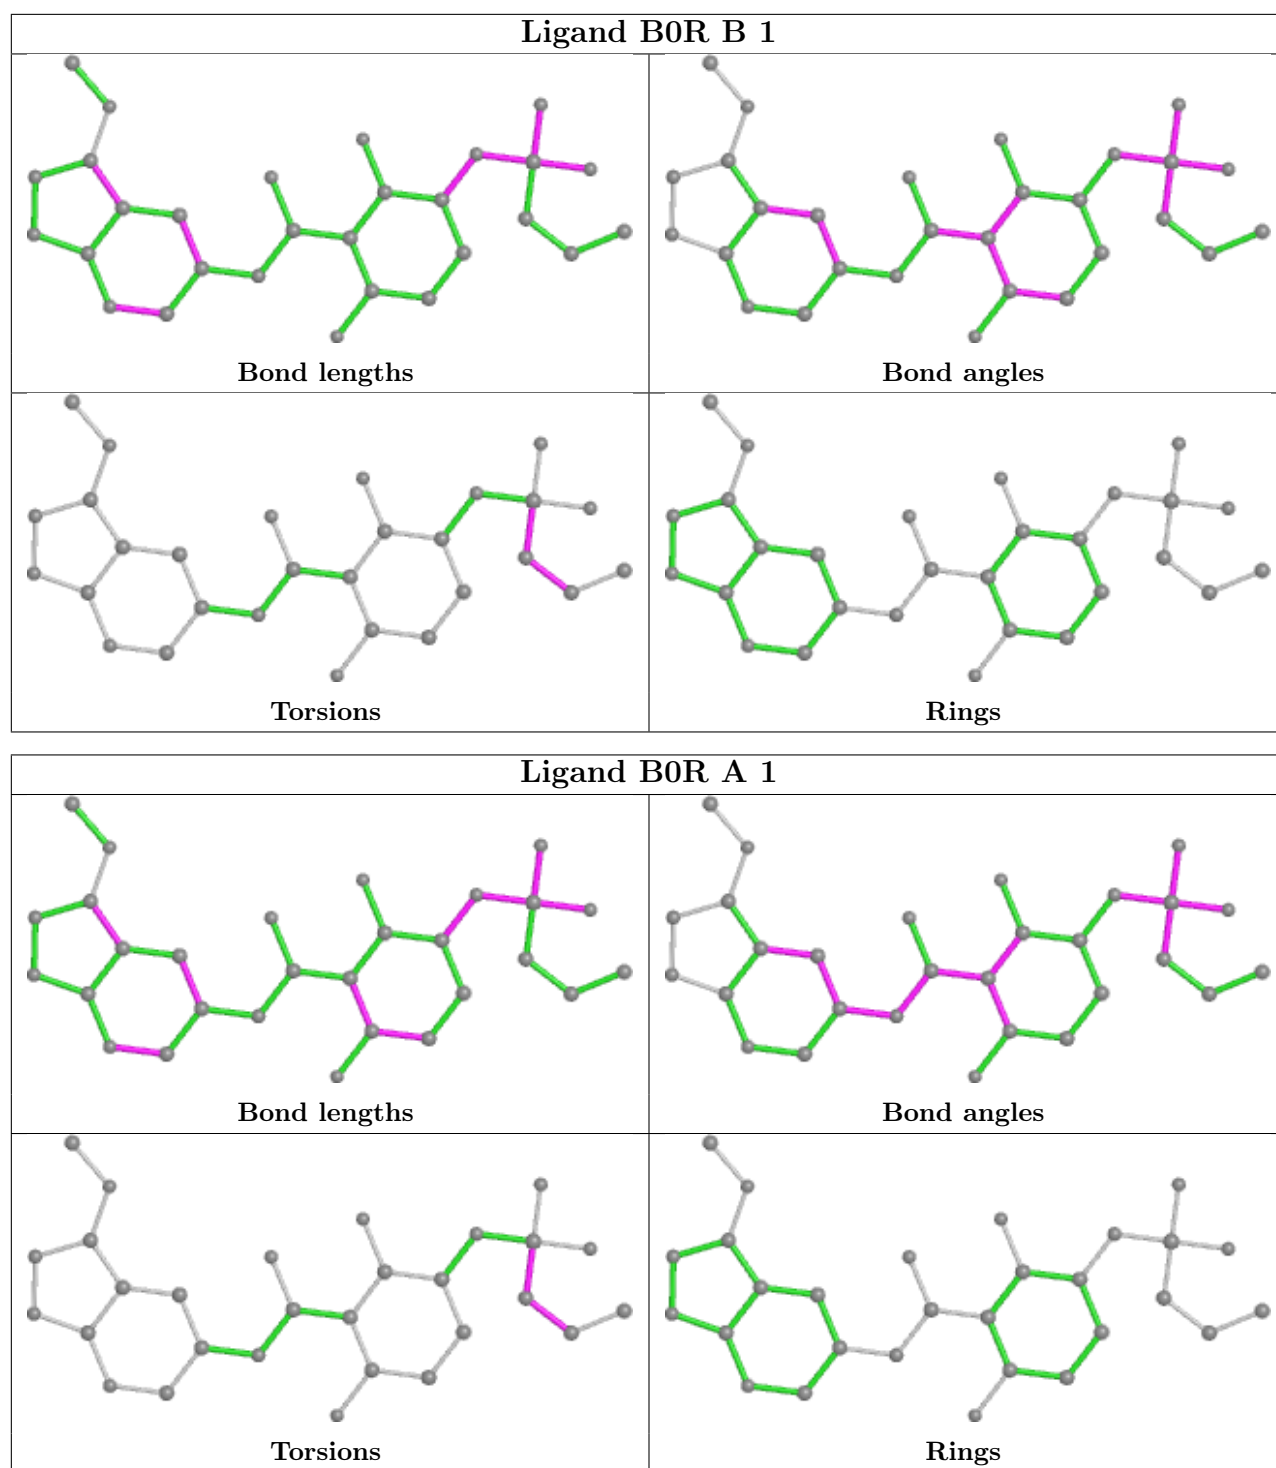 Ligand B0R B 1
Bond lengths
Bond angles
Torsions
Rings
Ligand B0R A 1
Bond lengths
Bond angles
Torsions
Rings